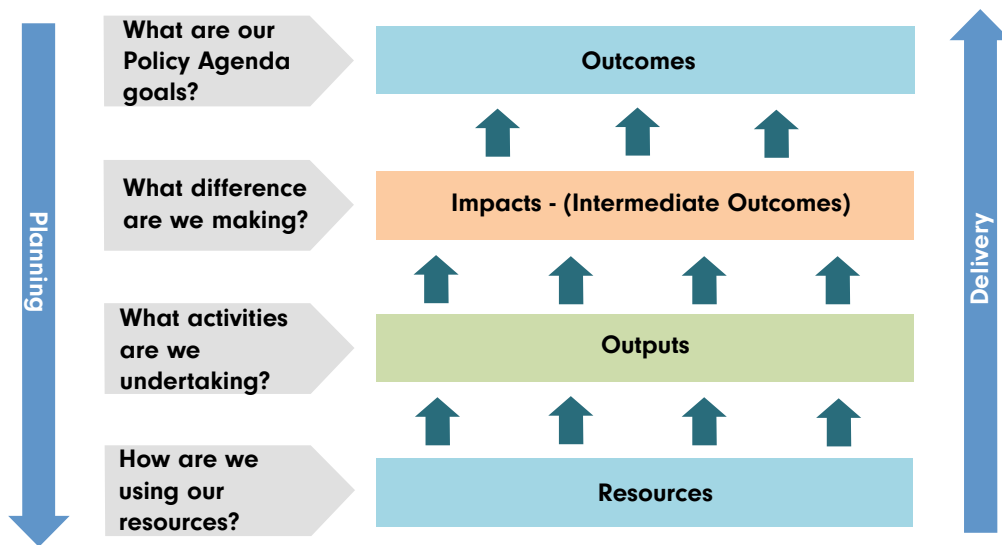 What are our
Policy Agenda
goals?
Outcomes
What difference
are we making?
Impacts - (Intermediate Outcomes)
What activities
are we
undertaking?
Outputs
How are we
using our
resources?
Resources
Planning
Delivery